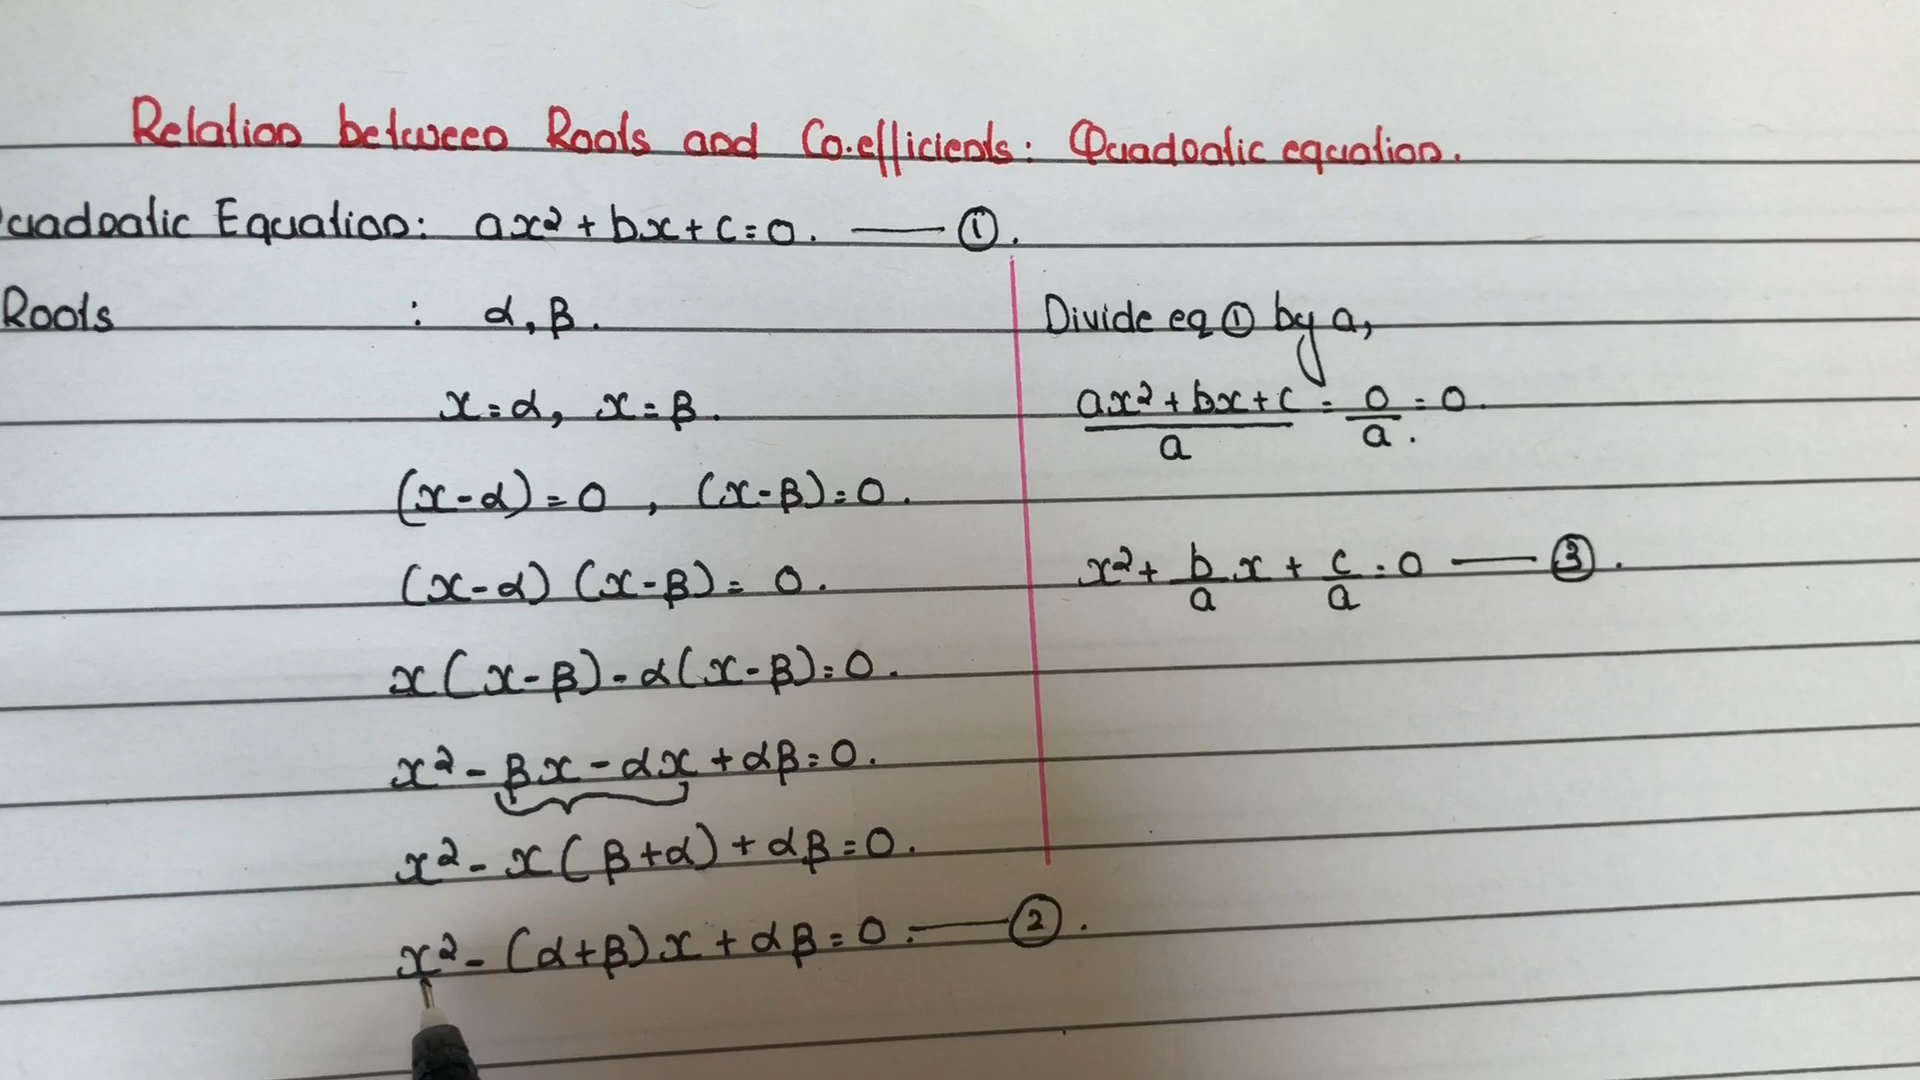 Relation between Roots and Co.efficients: Quadratic equation.
uadratic Equation: ax² + bx + c = 0. — ①.
Roots : α, β.
x = α, x = β.
(x - α) = 0 , (x - β) = 0.
(x - α) (x - β) = 0.
x(x - β) - α(x - β) = 0.
x² - βx - αx + αβ = 0.
x² - x(β + α) + αβ = 0.
x² - (α + β)x + αβ = 0. — ②.
Divide eq ① by a,
(ax² + bx + c)/a = 0/a. = 0.
x² + b/a x + c/a = 0 — ③.